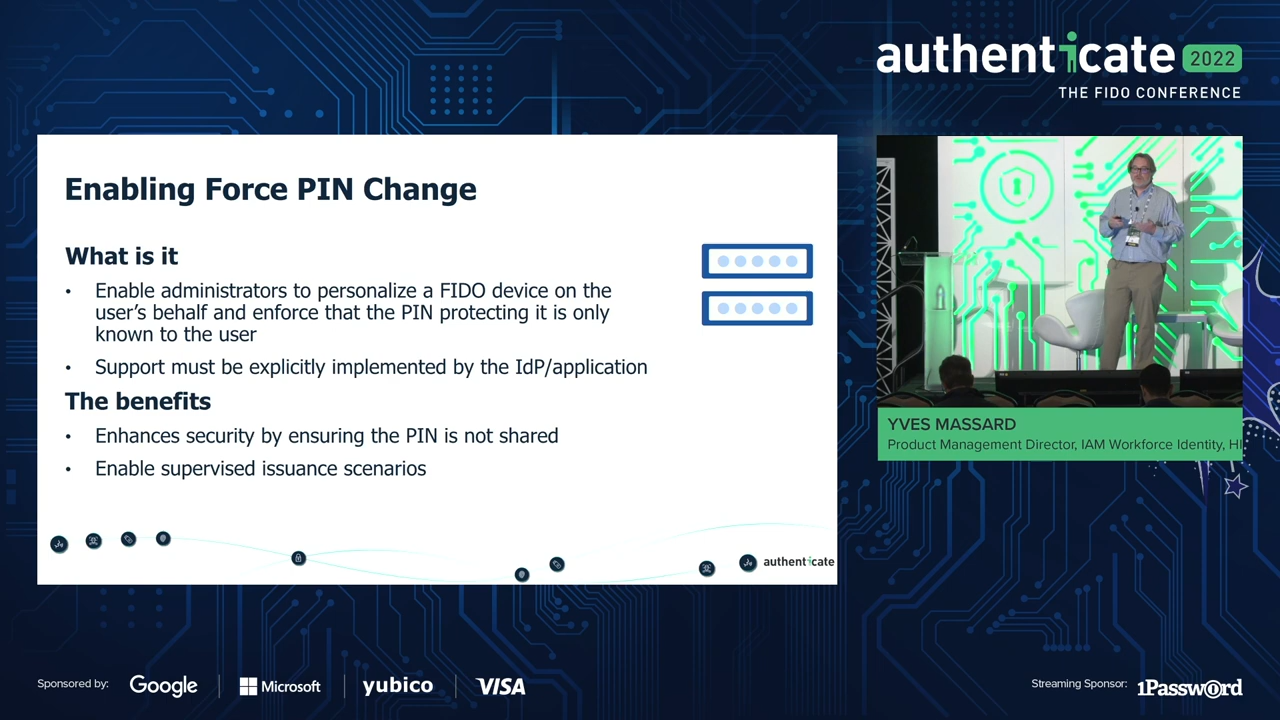 authenticate 2022
THE FIDO CONFERENCE
Enabling Force PIN Change
What is it
• Enable administrators to personalize a FIDO device on the
user’s behalf and enforce that the PIN protecting it is only
known to the user
• Support must be explicitly implemented by the IdP/application
The benefits
• Enhances security by ensuring the PIN is not shared
• Enable supervised issuance scenarios
authenticate
YVES MASSARD
Product Management Director, IAM Workforce Identity, HI
Sponsored by:
Google
Microsoft
yubico
VISA
Streaming Sponsor:
1Password